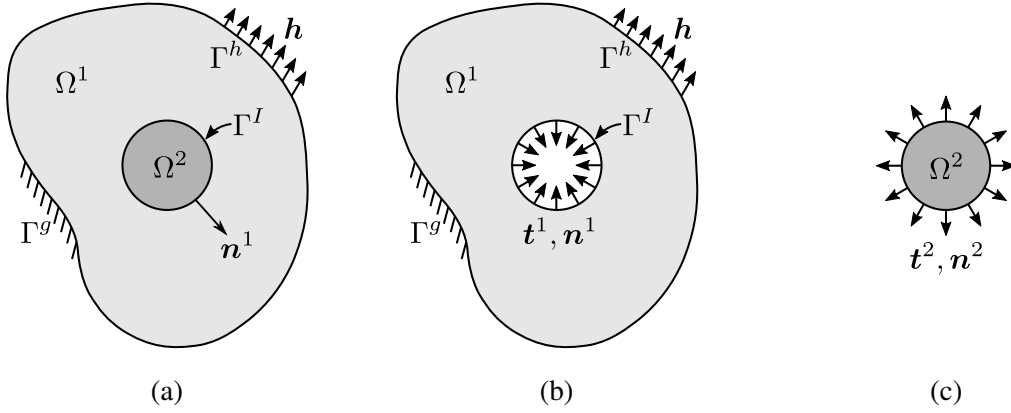 h
Γ^h
Ω^1
Γ^I
Ω^2
Γ^g
n^1
(a)
h
Γ^h
Ω^1
Γ^I
Γ^g
t^1, n^1
(b)
Ω^2
t^2, n^2
(c)